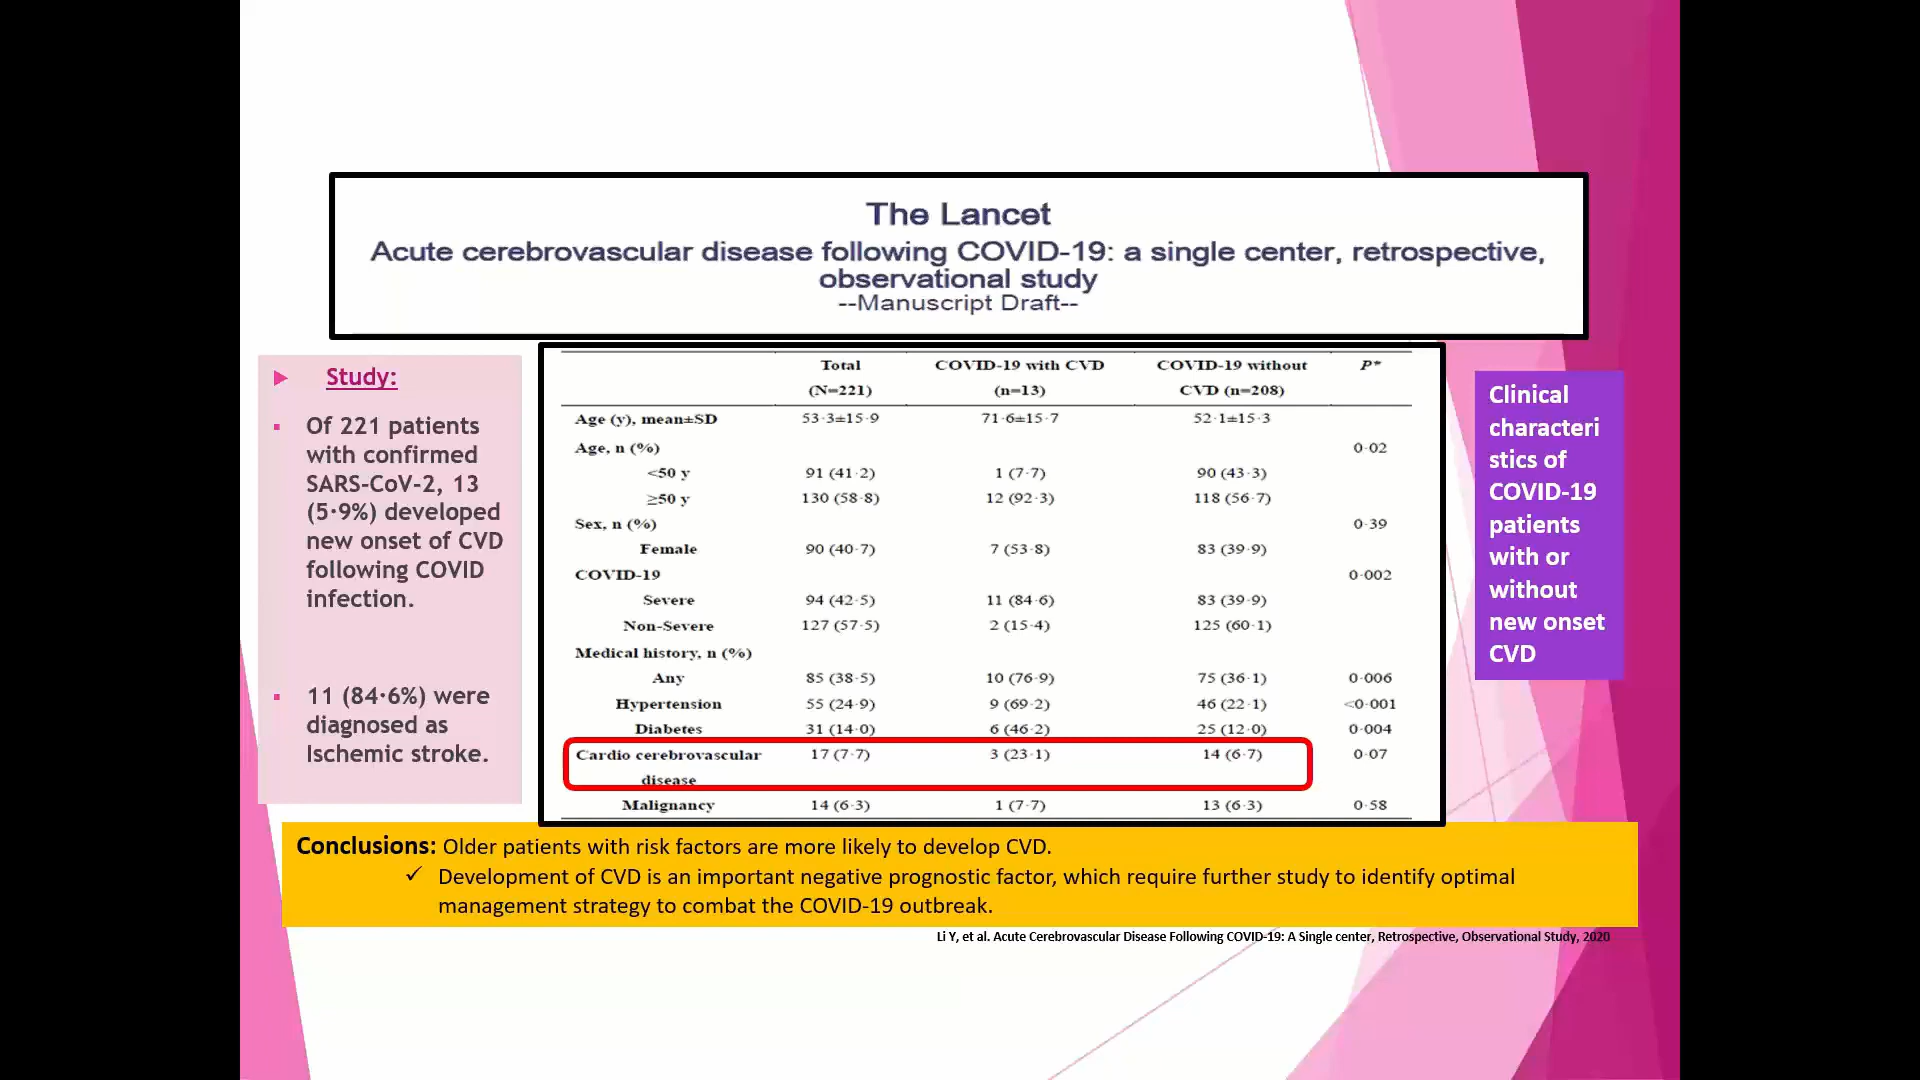 The Lancet
Acute cerebrovascular disease following COVID-19: a single center, retrospective,
observational study
--Manuscript Draft--
Study:
Of 221 patients
with confirmed
SARS-CoV-2, 13
(5·9%) developed
new onset of CVD
following COVID
infection.
11 (84·6%) were
diagnosed as
Ischemic stroke.
Total COVID-19 with CVD COVID-19 without P*
(N=221) (n=13) CVD (n=208)
Age (y), mean±SD 53·3±15·9 71·6±15·7 52·1±15·3
Age, n (%) 0·02
<50 y 91 (41·2) 1 (7·7) 90 (43·3)
≥50 y 130 (58·8) 12 (92·3) 118 (56·7)
Sex, n (%) 0·39
Female 90 (40·7) 7 (53·8) 83 (39·9)
COVID-19 0·002
Severe 94 (42·5) 11 (84·6) 83 (39·9)
Non-Severe 127 (57·5) 2 (15·4) 125 (60·1)
Medical history, n (%)
Any 85 (38·5) 10 (76·9) 75 (36·1) 0·006
Hypertension 55 (24·9) 9 (69·2) 46 (22·1) <0·001
Diabetes 31 (14·0) 6 (46·2) 25 (12·0) 0·004
Cardio cerebrovascular 17 (7·7) 3 (23·1) 14 (6·7) 0·07
disease
Malignancy 14 (6·3) 1 (7·7) 13 (6·3) 0·58
Clinical
characteri
stics of
COVID-19
patients
with or
without
new onset
CVD
Conclusions: Older patients with risk factors are more likely to develop CVD.
✓ Development of CVD is an important negative prognostic factor, which require further study to identify optimal
management strategy to combat the COVID-19 outbreak.
Li Y, et al. Acute Cerebrovascular Disease Following COVID-19: A Single center, Retrospective, Observational Study, 2020